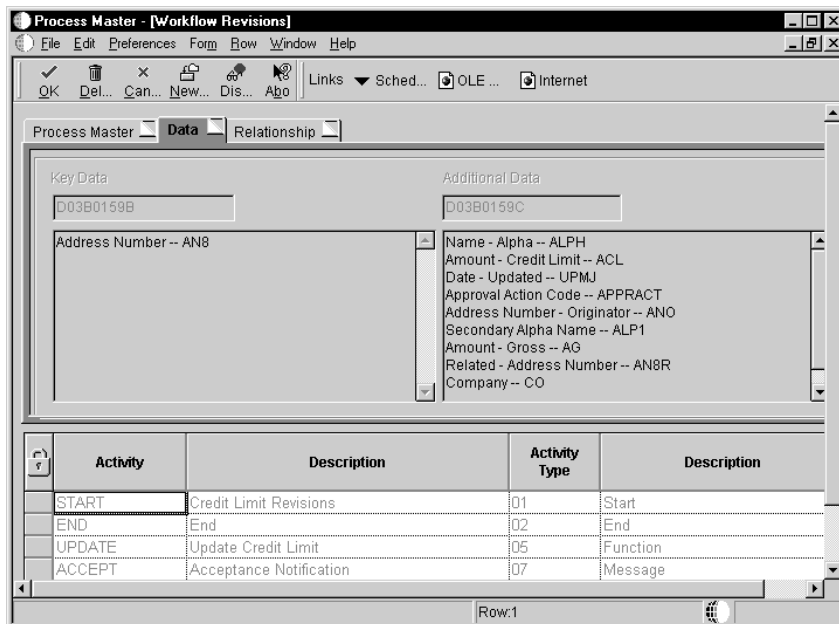 Process Master - [Workflow Revisions]
File Edit Preferences Form Row Window Help
OK Del... Can... New... Dis... Abo Links Sched... OLE ... Internet
Process Master Data Relationship
Key Data Additional Data
D03B0159B D03B0159C
Address Number -- AN8
Name - Alpha -- ALPH
Amount - Credit Limit -- ACL
Date - Updated -- UPMJ
Approval Action Code -- APPRACT
Address Number - Originator -- ANO
Secondary Alpha Name -- ALP1
Amount - Gross -- AG
Related - Address Number -- AN8R
Company -- CO
Activity Description Activity Type Description
START Credit Limit Revisions 01 Start
END End 02 End
UPDATE Update Credit Limit 05 Function
ACCEPT Acceptance Notification 07 Message
Row:1